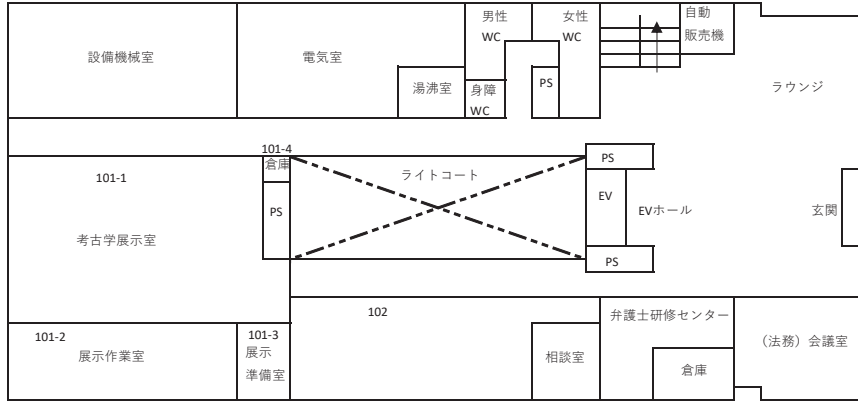 男性
女性
自動
WC
WC
販売機
設備機械室
電気室
湯沸室
身障
WC
PS
ラウンジ
101-4
倉庫
PS
101-1
ライトコート
EV
EVホール
玄関
PS
考古学展示室
PS
102
弁護士研修センター
101-2
101-3
展示作業室
展示
準備室
相談室
倉庫
（法務）会議室